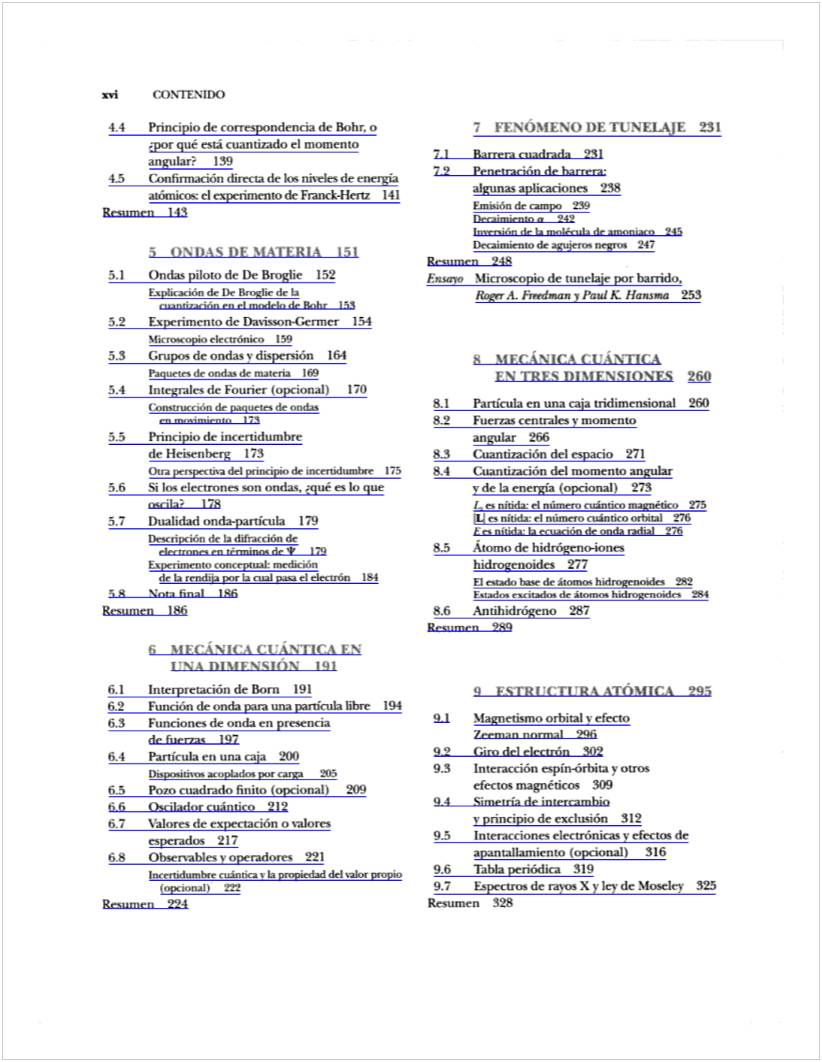 xvi CONTENIDO
4.4 Principio de correspondencia de Bohr, o
¿por qué está cuantizado el momento
angular? 139
4.5 Confirmación directa de los niveles de energía
atómicos: el experimento de Franck-Hertz 141
Resumen 143
5 ONDAS DE MATERIA 151
5.1 Ondas piloto de De Broglie 152
Explicación de De Broglie de la
cuantización en el modelo de Bohr 153
5.2 Experimento de Davisson-Germer 154
Microscopio electrónico 159
5.3 Grupos de ondas y dispersión 164
Paquetes de ondas de materia 169
5.4 Integrales de Fourier (opcional) 170
Construcción de paquetes de ondas
en movimiento 173
5.5 Principio de incertidumbre
de Heisenberg 173
Otra perspectiva del principio de incertidumbre 175
5.6 Si los electrones son ondas, ¿qué es lo que
oscila? 178
5.7 Dualidad onda-partícula 179
Descripción de la difracción de
electrones en términos de Ψ 179
Experimento conceptual: medición
de la rendija por la cual pasa el electrón 184
5.8 Nota final 186
Resumen 186
6 MECÁNICA CUÁNTICA EN
UNA DIMENSIÓN 191
6.1 Interpretación de Born 191
6.2 Función de onda para una partícula libre 194
6.3 Funciones de onda en presencia
de fuerzas 197
6.4 Partícula en una caja 200
Dispositivos acoplados por carga 205
6.5 Pozo cuadrado finito (opcional) 209
6.6 Oscilador cuántico 212
6.7 Valores de expectación o valores
esperados 217
6.8 Observables y operadores 221
Incertidumbre cuántica y la propiedad del valor propio
(opcional) 222
Resumen 224
7 FENÓMENO DE TUNELAJE 231
7.1 Barrera cuadrada 231
7.2 Penetración de barrera:
algunas aplicaciones 238
Emisión de campo 239
Decaimiento α 242
Inversión de la molécula de amoniaco 245
Decaimiento de agujeros negros 247
Resumen 248
Ensayo Microscopio de tunelaje por barrido,
Roger A. Freedman y Paul K. Hansma 253
8 MECÁNICA CUÁNTICA
EN TRES DIMENSIONES 260
8.1 Partícula en una caja tridimensional 260
8.2 Fuerzas centrales y momento
angular 266
8.3 Cuantización del espacio 271
8.4 Cuantización del momento angular
y de la energía (opcional) 273
L, es nítida: el número cuántico magnético 275
|L| es nítida: el número cuántico orbital 276
E es nítida: la ecuación de onda radial 276
8.5 Átomo de hidrógeno-iones
hidrogenoides 277
El estado base de átomos hidrogenoides 282
Estados excitados de átomos hidrogenoides 284
8.6 Antihidrógeno 287
Resumen 289
9 ESTRUCTURA ATÓMICA 295
9.1 Magnetismo orbital y efecto
Zeeman normal 296
9.2 Giro del electrón 302
9.3 Interacción espín-órbita y otros
efectos magnéticos 309
9.4 Simetría de intercambio
y principio de exclusión 312
9.5 Interacciones electrónicas y efectos de
apantallamiento (opcional) 316
9.6 Tabla periódica 319
9.7 Espectros de rayos X y ley de Moseley 325
Resumen 328